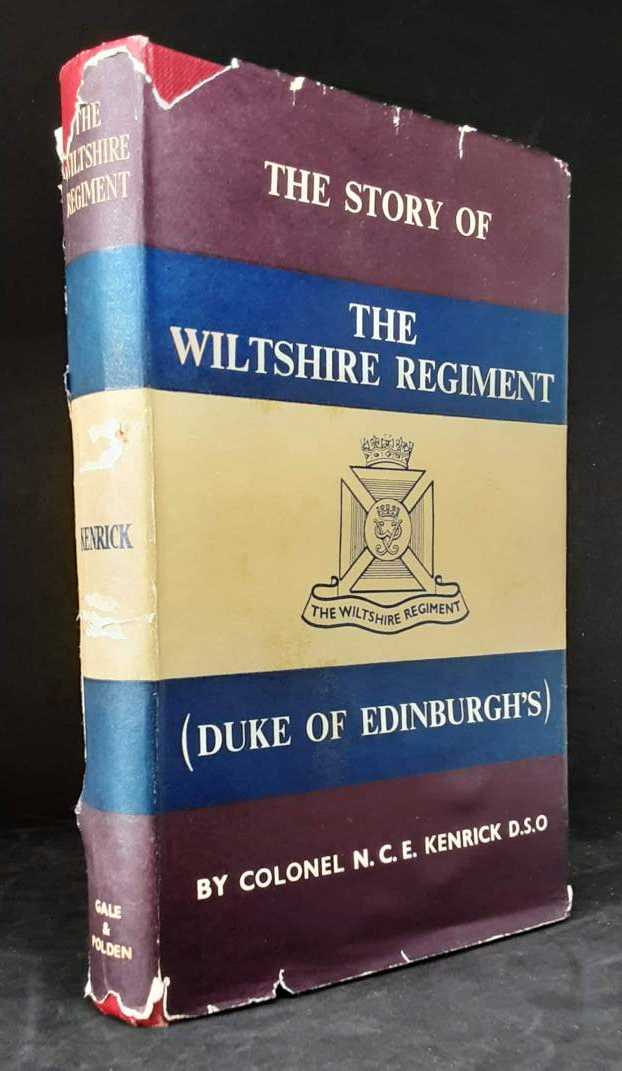 THE
WILTSHIRE
REGIMENT
KENRICK
GALE
&
POLDEN
THE STORY OF
THE
WILTSHIRE REGIMENT
THE WILTSHIRE REGIMENT
(DUKE OF EDINBURGH'S)
BY COLONEL N. C. E. KENRICK D.S.O